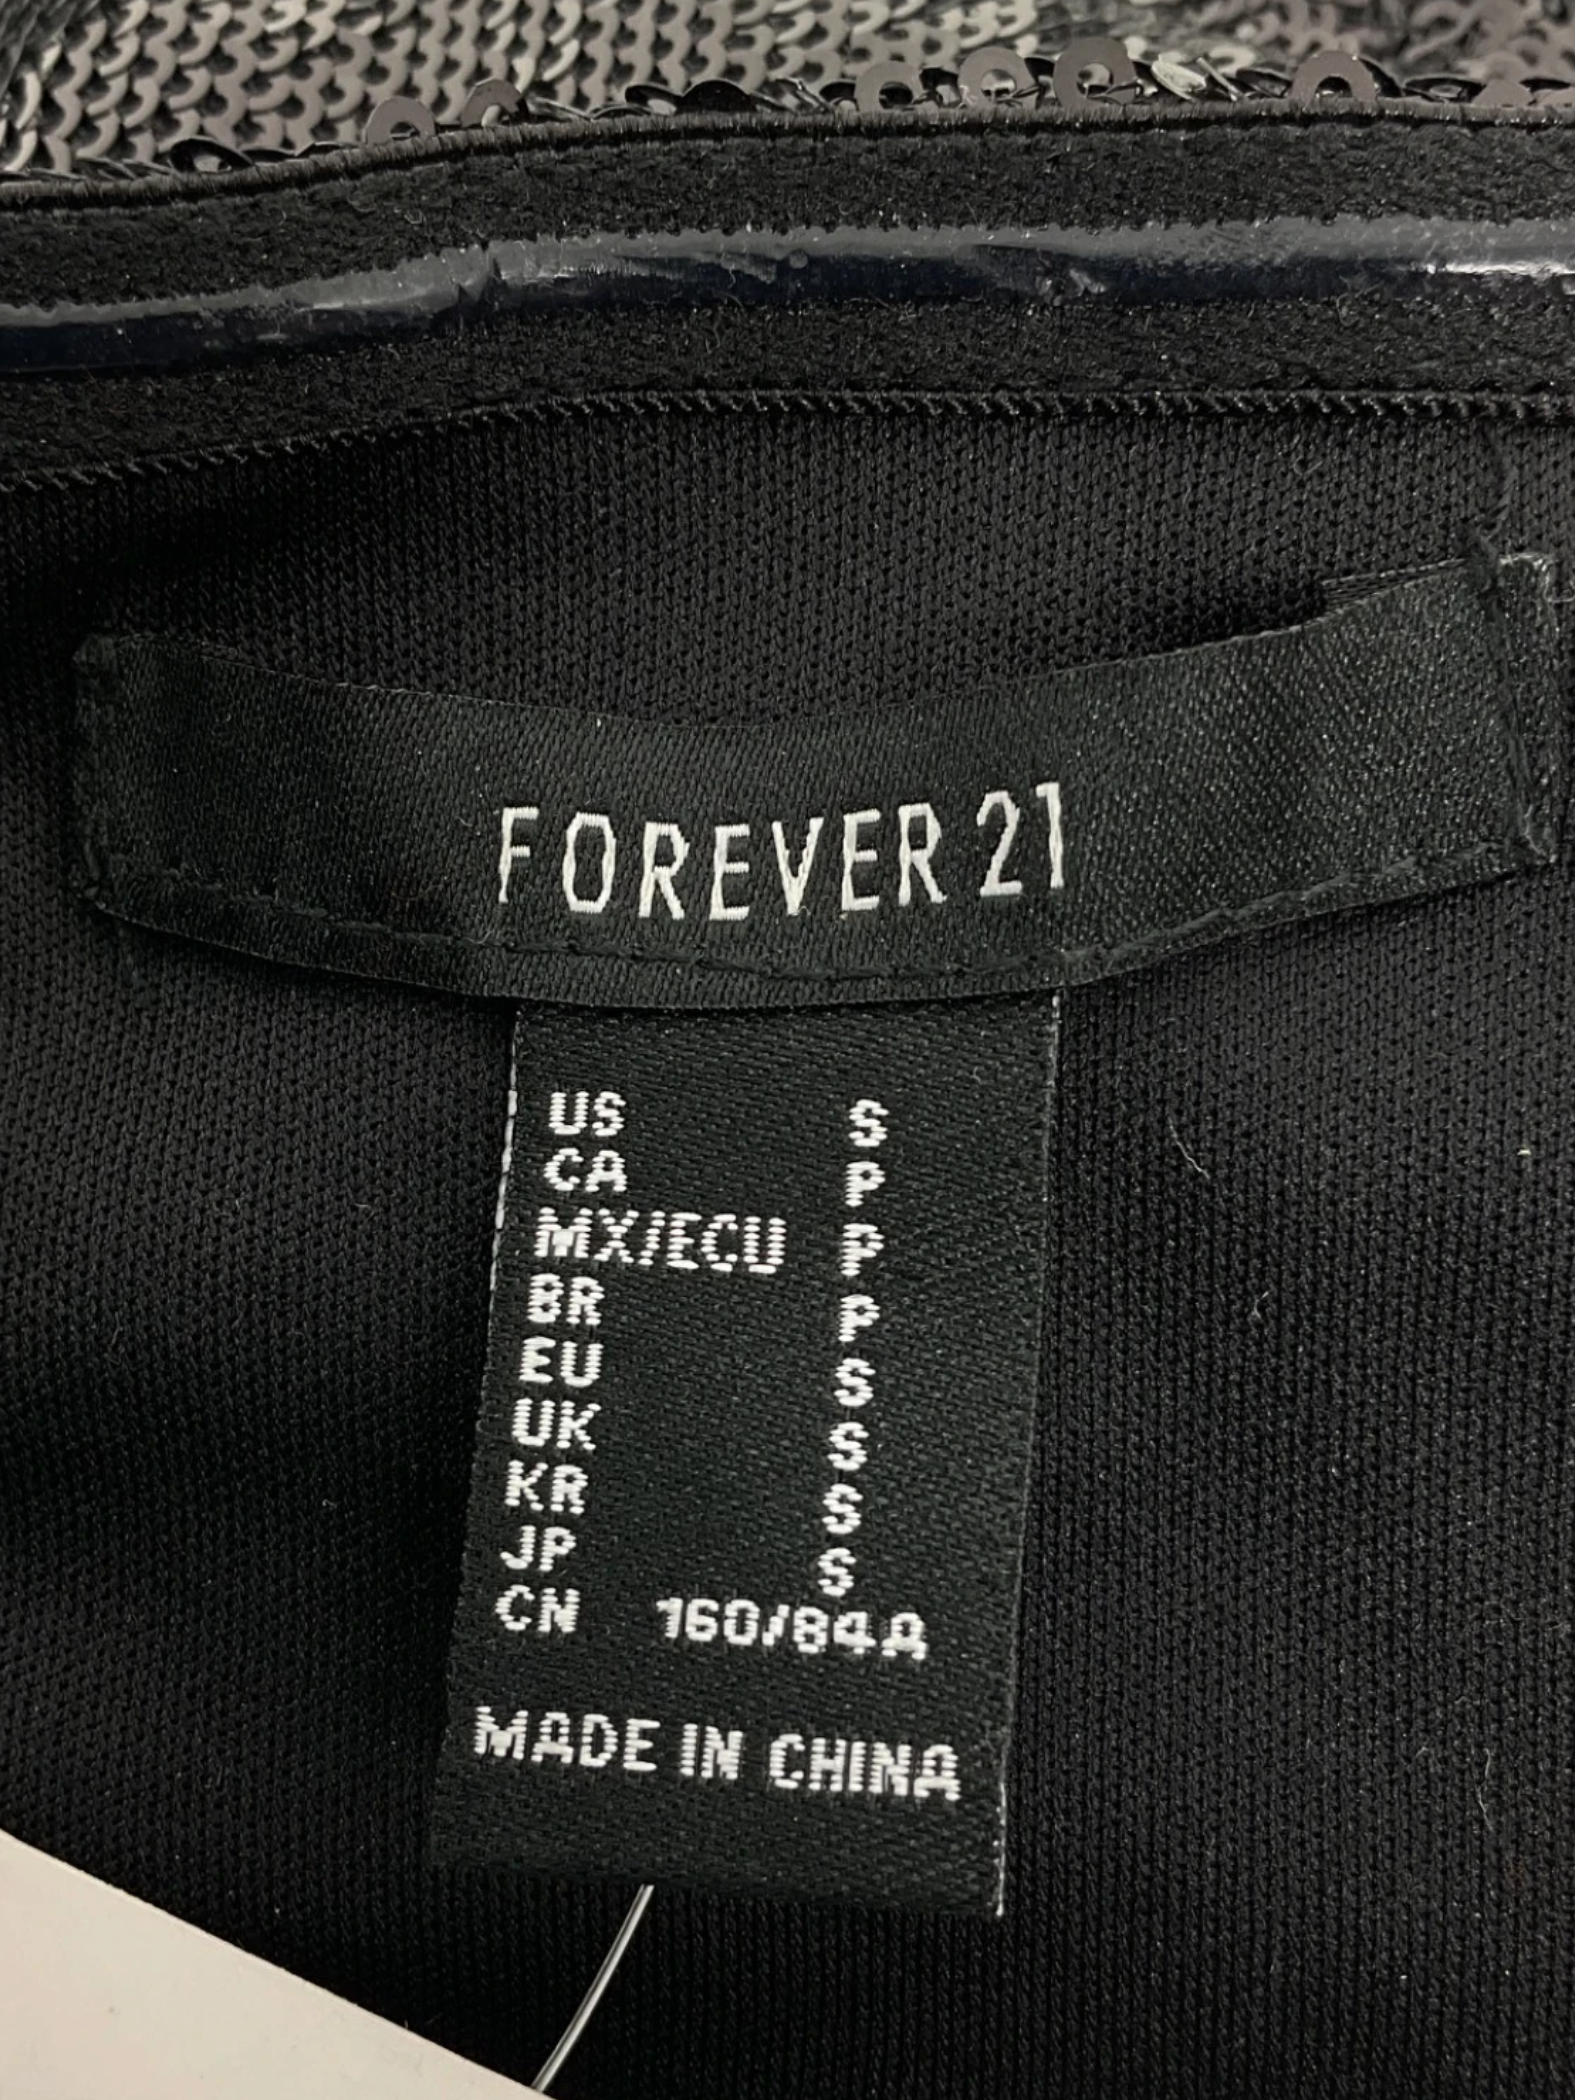 FOREVER 21
US S
CA P
MX/ECU P
BR P
EU S
UK S
KR S
JP S
CN 160/84A
MADE IN CHINA